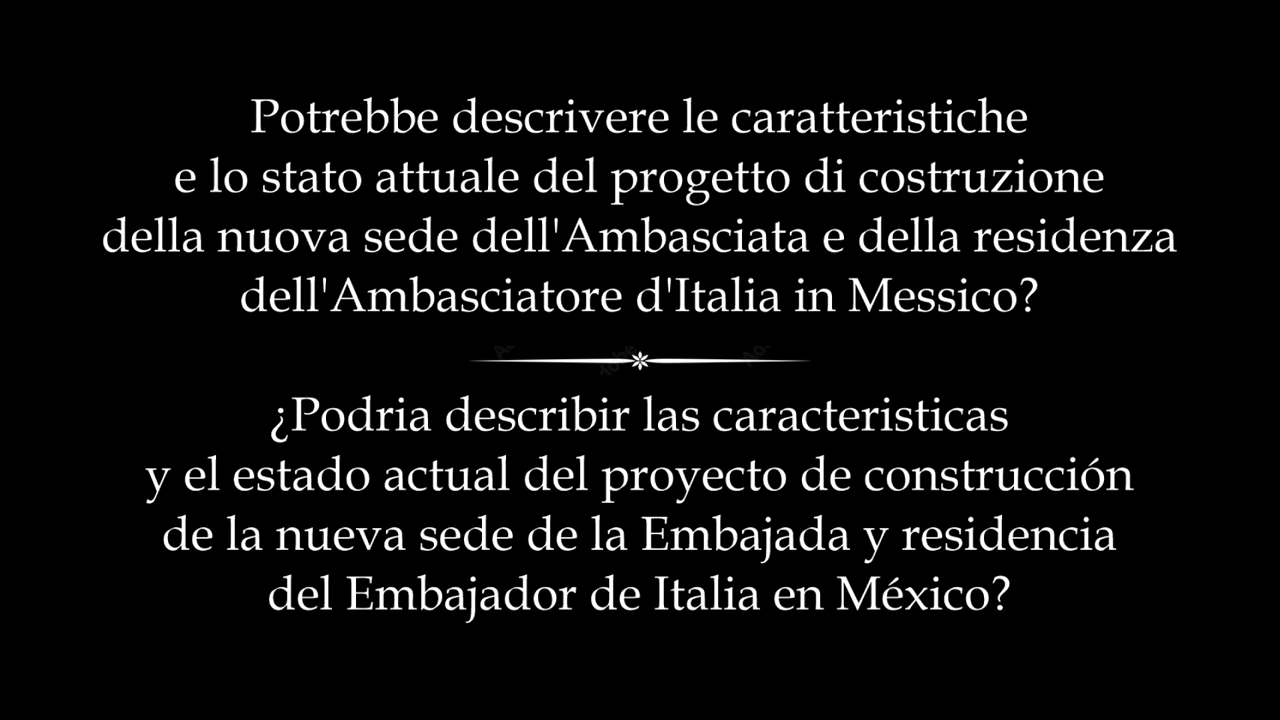 Potrebbe descrivere le caratteristiche
e lo stato attuale del progetto di costruzione
della nuova sede dell'Ambasciata e della residenza
dell'Ambasciatore d'Italia in Messico?
¿Podria describir las caracteristicas
y el estado actual del proyecto de construcción
de la nueva sede de la Embajada y residencia
del Embajador de Italia en México?